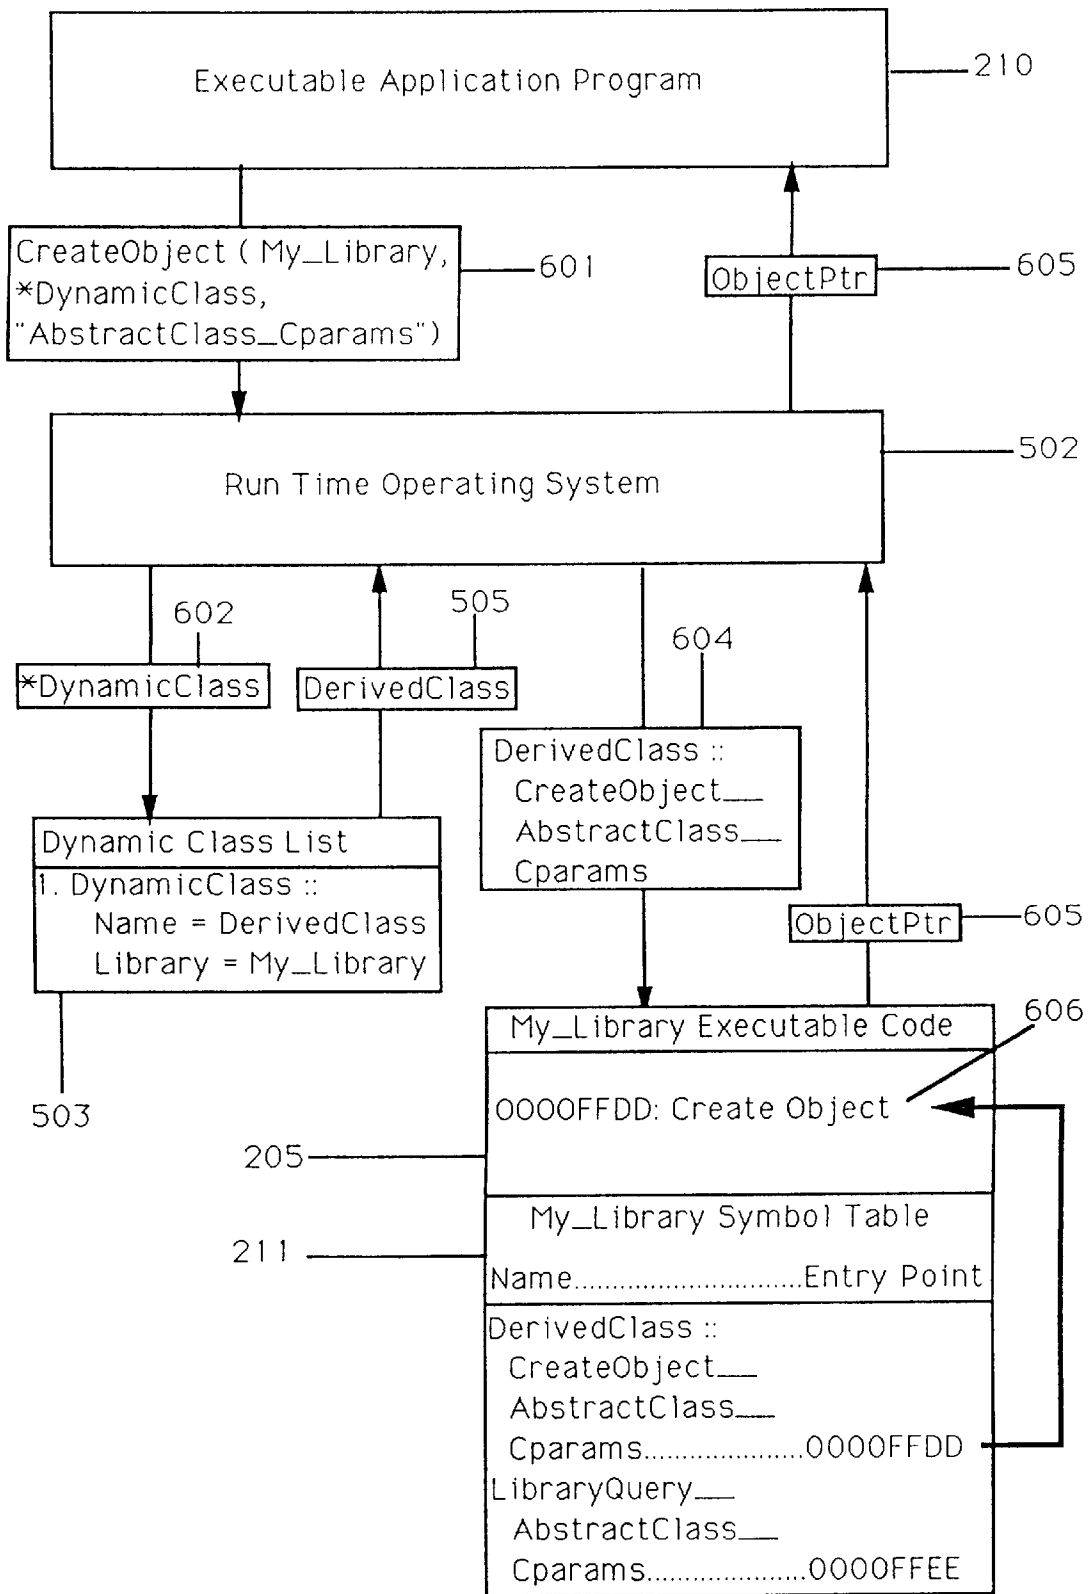 Executable Application Program
210
CreateObject ( My_Library,
*DynamicClass,
"AbstractClass_Cparams")
601
ObjectPtr
605
Run Time Operating System
502
602
*DynamicClass
505
DerivedClass
604
DerivedClass ::
CreateObject__
AbstractClass__
Cparams
Dynamic Class List
1. DynamicClass ::
Name = DerivedClass
Library = My_Library
503
ObjectPtr
605
606
My_Library Executable Code
0000FFDD: Create Object
205
My_Library Symbol Table
211
Name............................Entry Point
DerivedClass ::
CreateObject__
AbstractClass__
Cparams...................0000FFDD
LibraryQuery__
AbstractClass__
Cparams...................0000FFEE